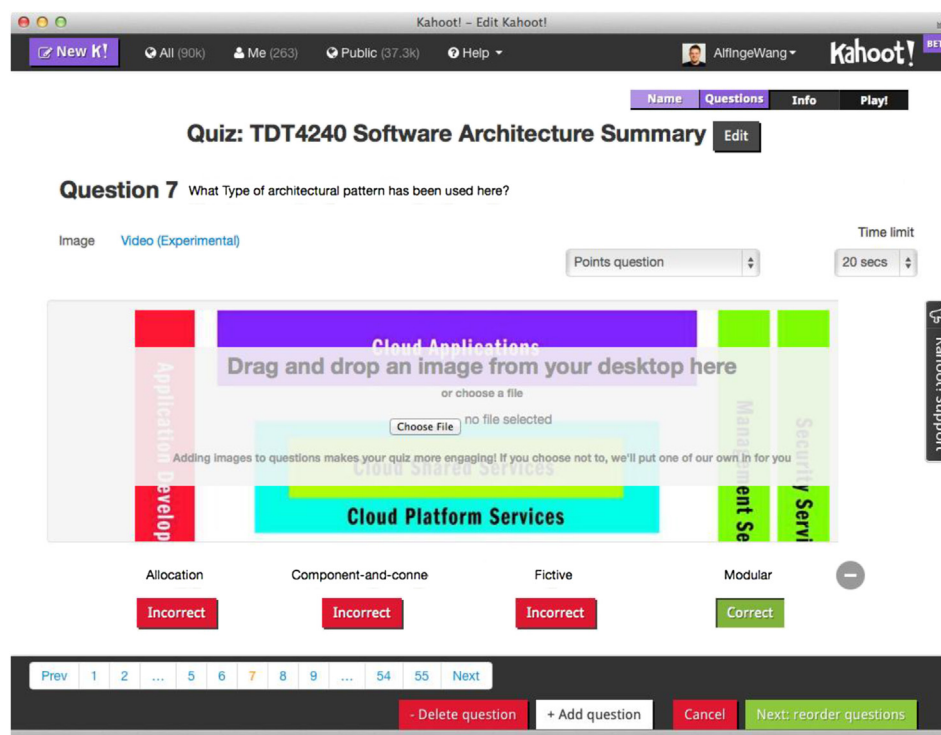 Kahoot! – Edit Kahoot!
New K! All (90k) Me (263) Public (37.3k) Help AlfIngeWang Kahoot! BET
Name Questions Info Play!
Quiz: TDT4240 Software Architecture Summary Edit
Question 7 What Type of architectural pattern has been used here?
Time limit
Image Video (Experimental)
Points question 20 secs
Kahoot! Support
Cloud Applications
Drag and drop an image from your desktop here
or choose a file
Choose File no file selected
Adding images to questions makes your quiz more engaging! If you choose not to, we'll put one of our own in for you
Cloud Shared Services
Cloud Platform Services
Application Develop
Management Se
Security Servi
Allocation Component-and-conne Fictive Modular
Incorrect Incorrect Incorrect Correct
Prev 1 2 ... 5 6 7 8 9 ... 54 55 Next
- Delete question + Add question Cancel Next: reorder questions